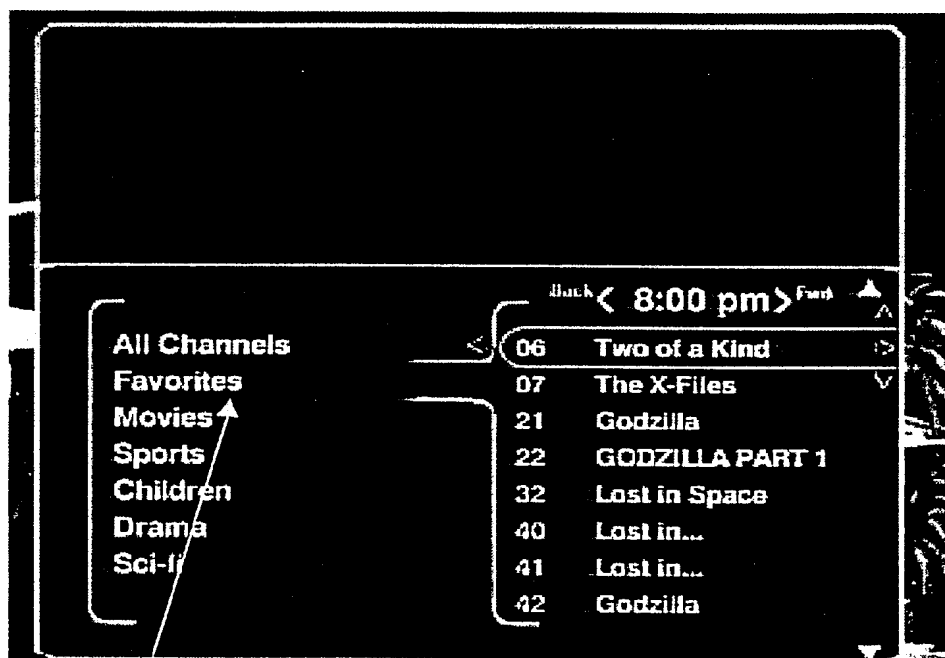 Back < 8:00 pm > Fwd
All Channels
Favorites
Movies
Sports
Children
Drama
Sci-fi
06 Two of a Kind
07 The X-Files
21 Godzilla
22 GODZILLA PART 1
32 Lost in Space
40 Lost in...
41 Lost in...
42 Godzilla